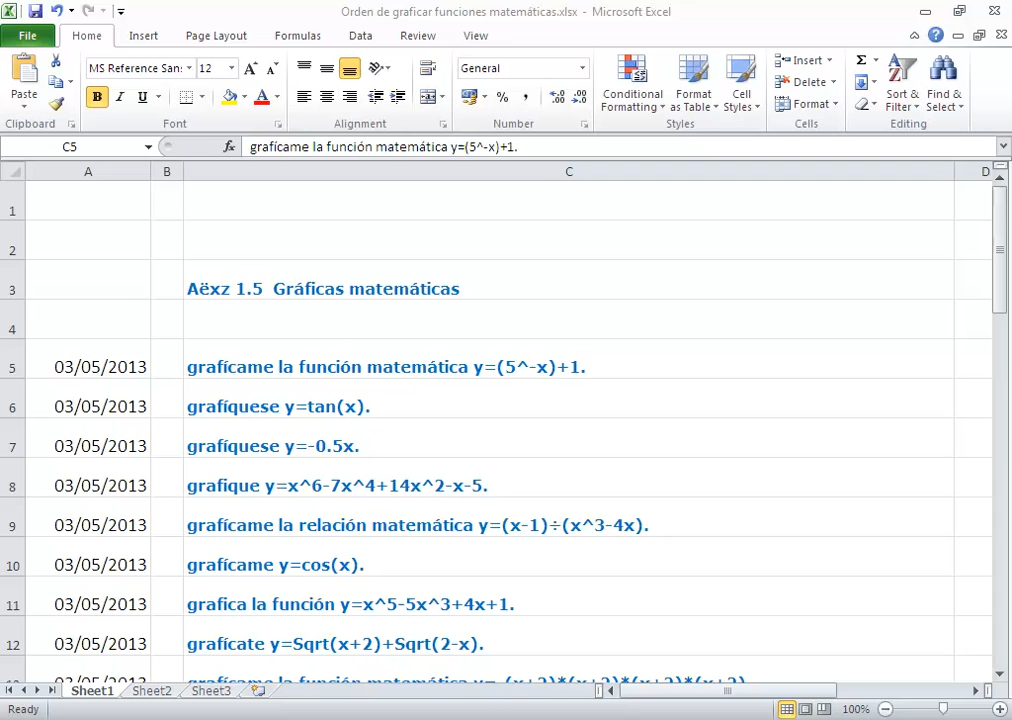 Orden de graficar funciones matemáticas.xlsx - Microsoft Excel
File Home Insert Page Layout Formulas Data Review View
MS Reference San: 12 A A General Σ
Paste B I U A % , Conditional Formatting Format as Table Cell Styles Insert Delete Format Sort & Filter Find & Select
Clipboard Font Alignment Number Styles Cells Editing
C5 fx grafícame la función matemática y=(5^-x)+1.
A B C D
1
2
3 Aëxz 1.5 Gráficas matemáticas
4
5 03/05/2013 grafícame la función matemática y=(5^-x)+1.
6 03/05/2013 grafíquese y=tan(x).
7 03/05/2013 grafíquese y=-0.5x.
8 03/05/2013 grafique y=x^6-7x^4+14x^2-x-5.
9 03/05/2013 grafícame la relación matemática y=(x-1)÷(x^3-4x).
10 03/05/2013 grafícame y=cos(x).
11 03/05/2013 grafica la función y=x^5-5x^3+4x+1.
12 03/05/2013 grafícate y=Sqrt(x+2)+Sqrt(2-x).
03/05/2013 grafícame la función matemática
Sheet1 Sheet2 Sheet3
Ready 100%